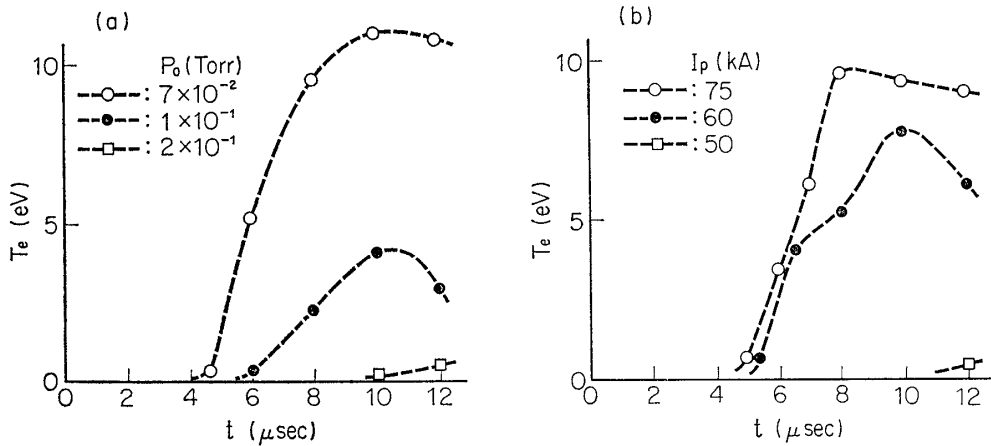 (a)
P₀ (Torr)
: 7×10⁻²
: 1×10⁻¹
: 2×10⁻¹
10
5
0
Te (eV)
0 2 4 6 8 10 12
t (μsec)
(b)
Ip (kA)
: 75
: 60
: 50
10
5
0
Te (eV)
0 2 4 6 8 10 12
t (μsec)